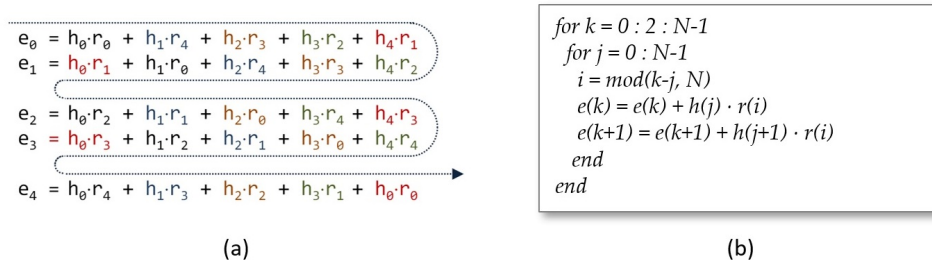 e₀ = h₀·r₀ + h₁·r₄ + h₂·r₃ + h₃·r₂ + h₄·r₁
e₁ = h₀·r₁ + h₁·r₀ + h₂·r₄ + h₃·r₃ + h₄·r₂
e₂ = h₀·r₂ + h₁·r₁ + h₂·r₀ + h₃·r₄ + h₄·r₃
e₃ = h₀·r₃ + h₁·r₂ + h₂·r₁ + h₃·r₀ + h₄·r₄
e₄ = h₀·r₄ + h₁·r₃ + h₂·r₂ + h₃·r₁ + h₀·r₀
(a)
for k = 0 : 2 : N-1
for j = 0 : N-1
i = mod(k-j, N)
e(k) = e(k) + h(j) · r(i)
e(k+1) = e(k+1) + h(j+1) · r(i)
end
end
(b)